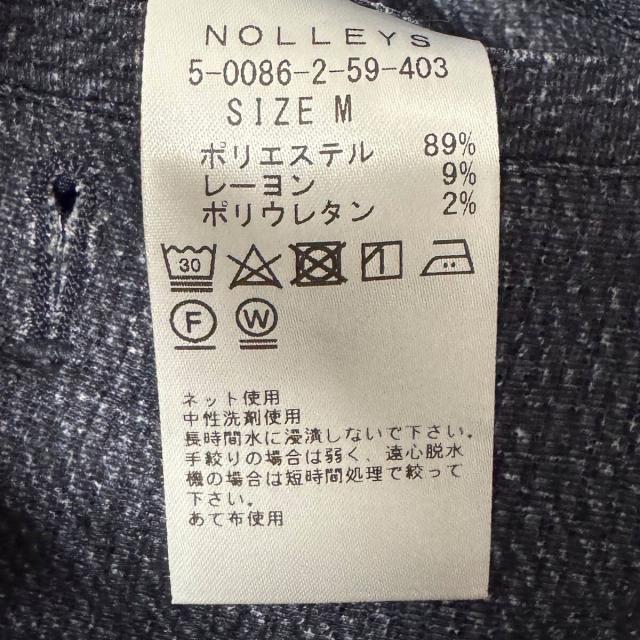 NOLLEYS
5-0086-2-59-403
SIZE M
ポリエステル 89%
レーヨン 9%
ポリウレタン 2%
30
F W
ネット使用
中性洗剤使用
長時間水に浸漬しないで下さい。
手絞りの場合は弱く、遠心脱水
機の場合は短時間処理で絞って
下さい。
あて布使用